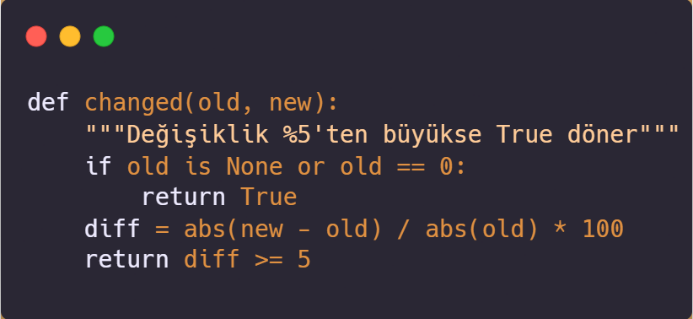 def changed(old, new):
    """Değişiklik %5'ten büyükse True döner"""
    if old is None or old == 0:
        return True
    diff = abs(new - old) / abs(old) * 100
    return diff >= 5